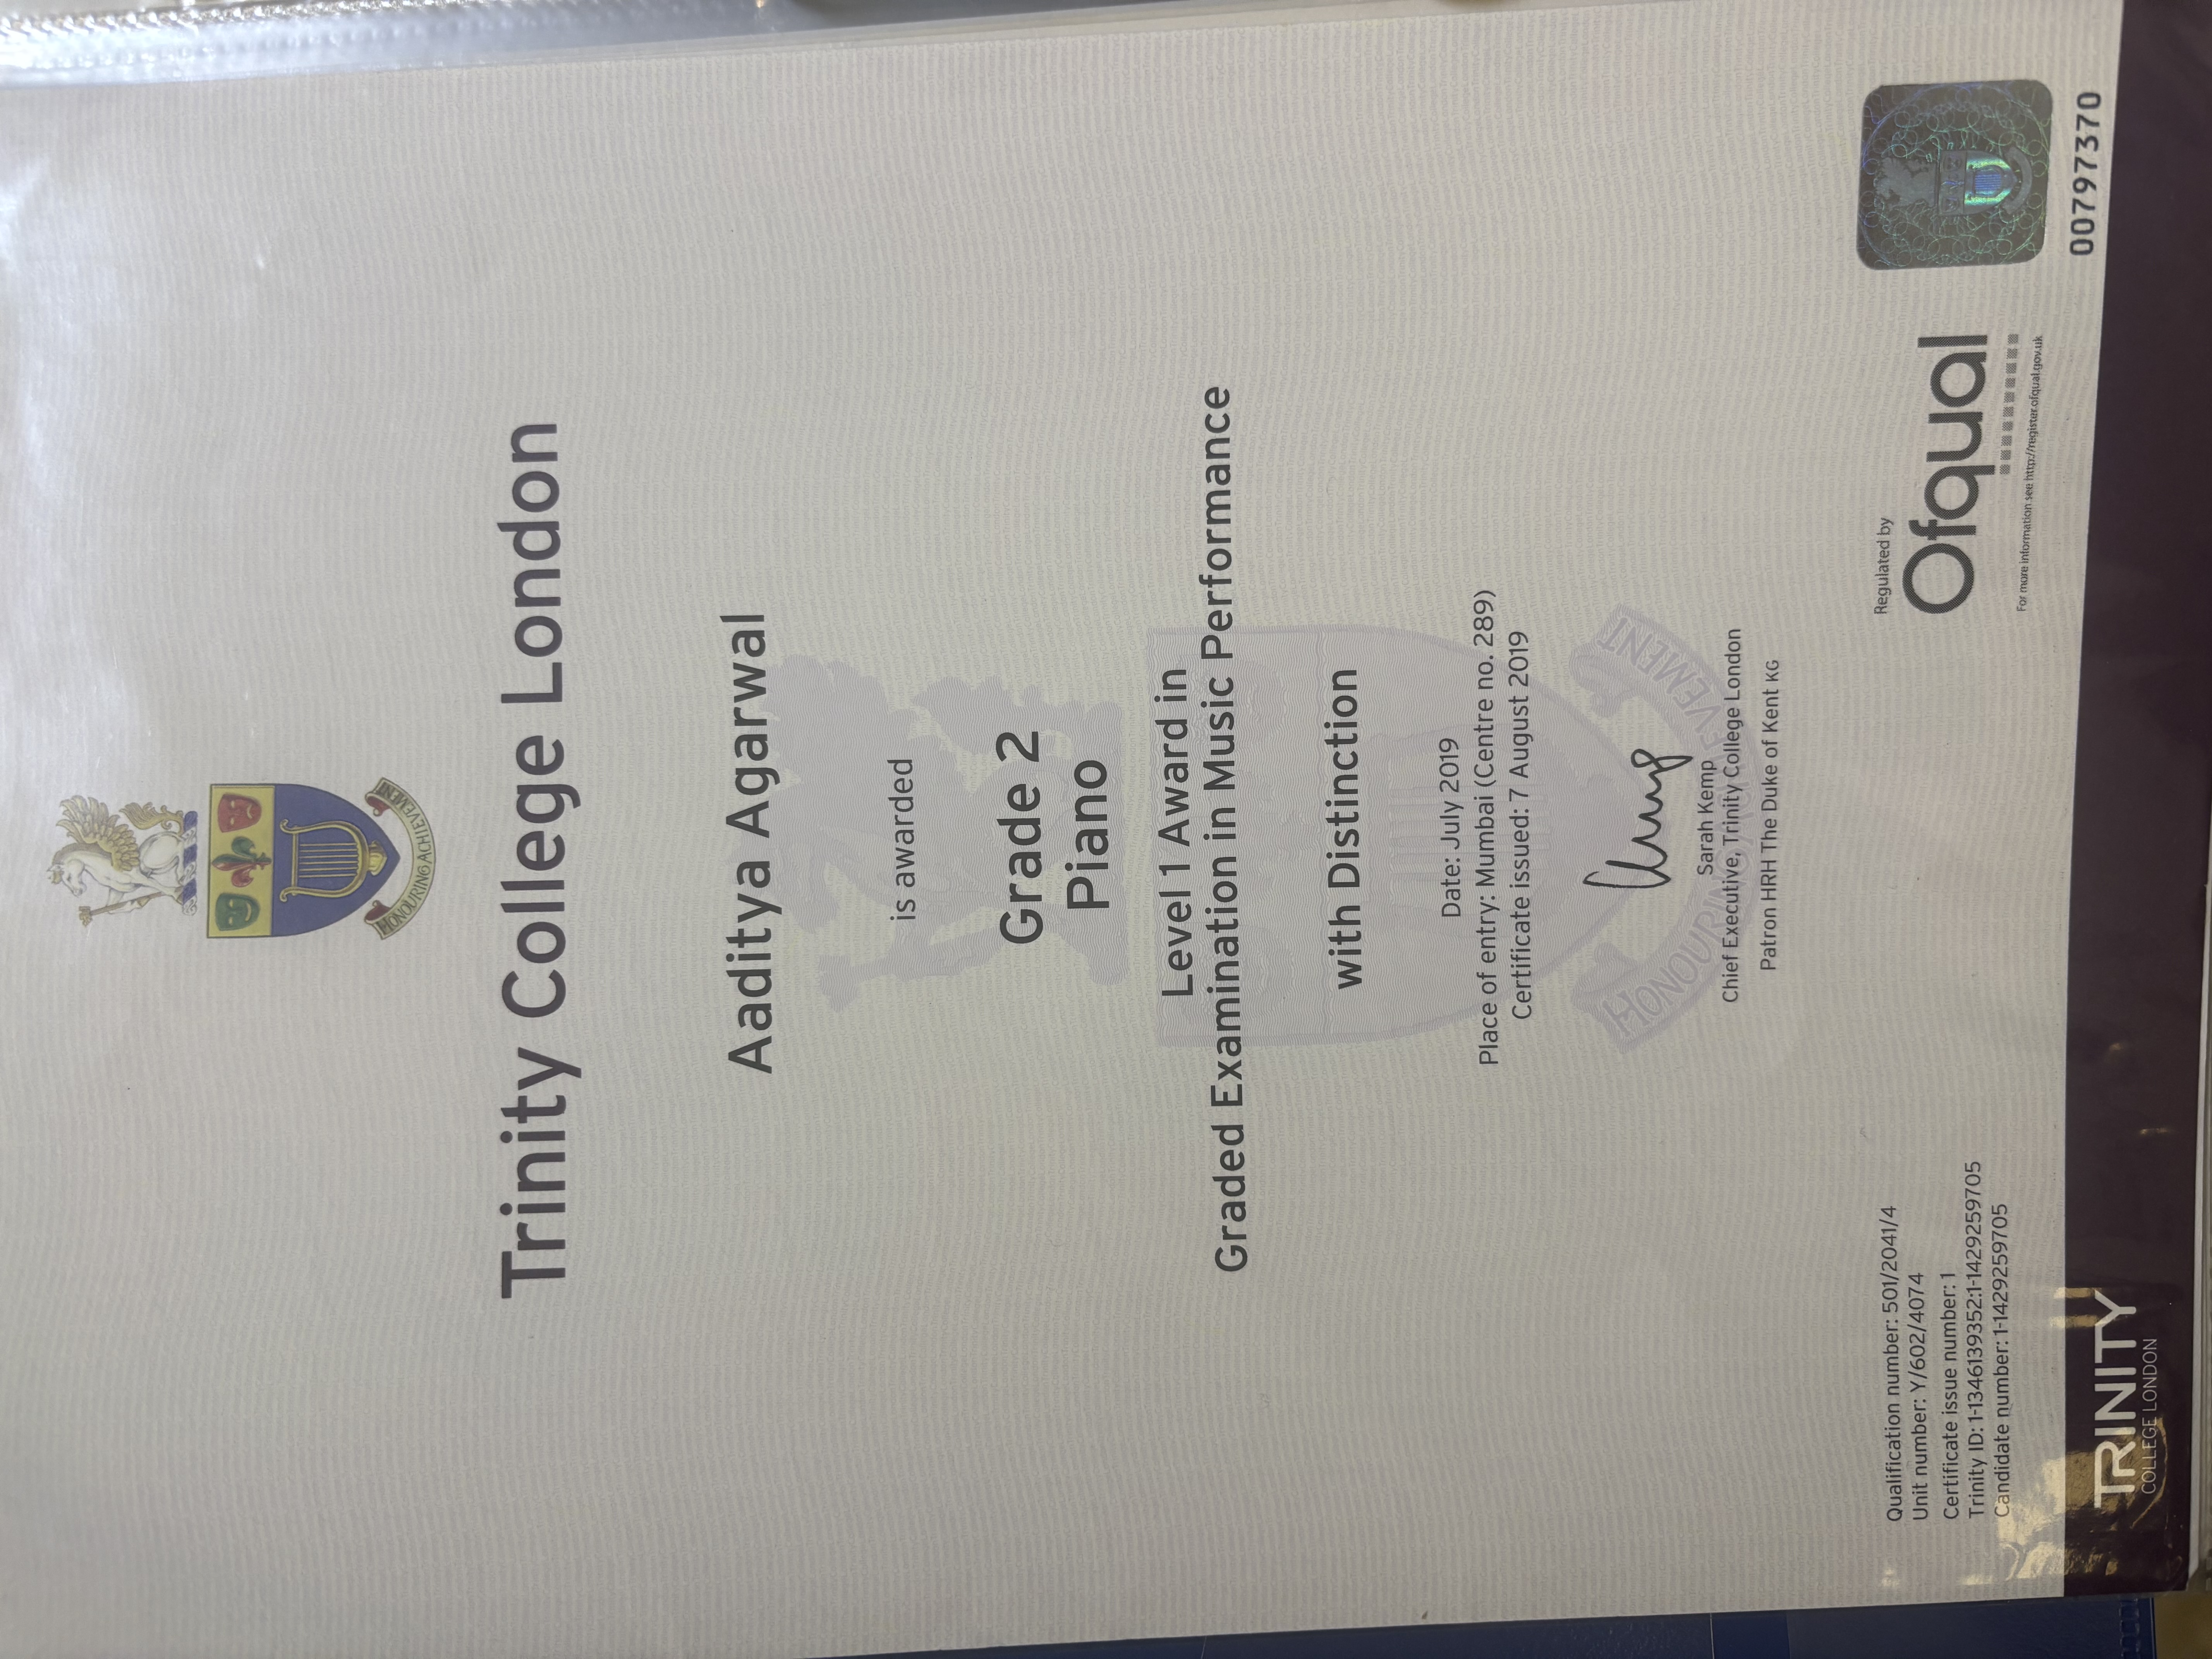 HONOURING ACHIEVEMENT
Trinity College London
Aaditya Agarwal
is awarded
Grade 2
Piano
Level 1 Award in
Graded Examination in Music Performance
with Distinction
Date: July 2019
Place of entry: Mumbai (Centre no. 289)
Certificate issued: 7 August 2019
HONOURING ACHIEVEMENT
Sarah Kemp
Chief Executive, Trinity College London
Patron HRH The Duke of Kent KG
Qualification number: 501/2041/4
Unit number: Y/602/4074
Certificate issue number: 1
Trinity ID: 1-1346139352:1-1429259705
Candidate number: 1-1429259705
Regulated by
Ofqual
For more information see http://register.ofqual.gov.uk
00797370
TRINITY
COLLEGE LONDON